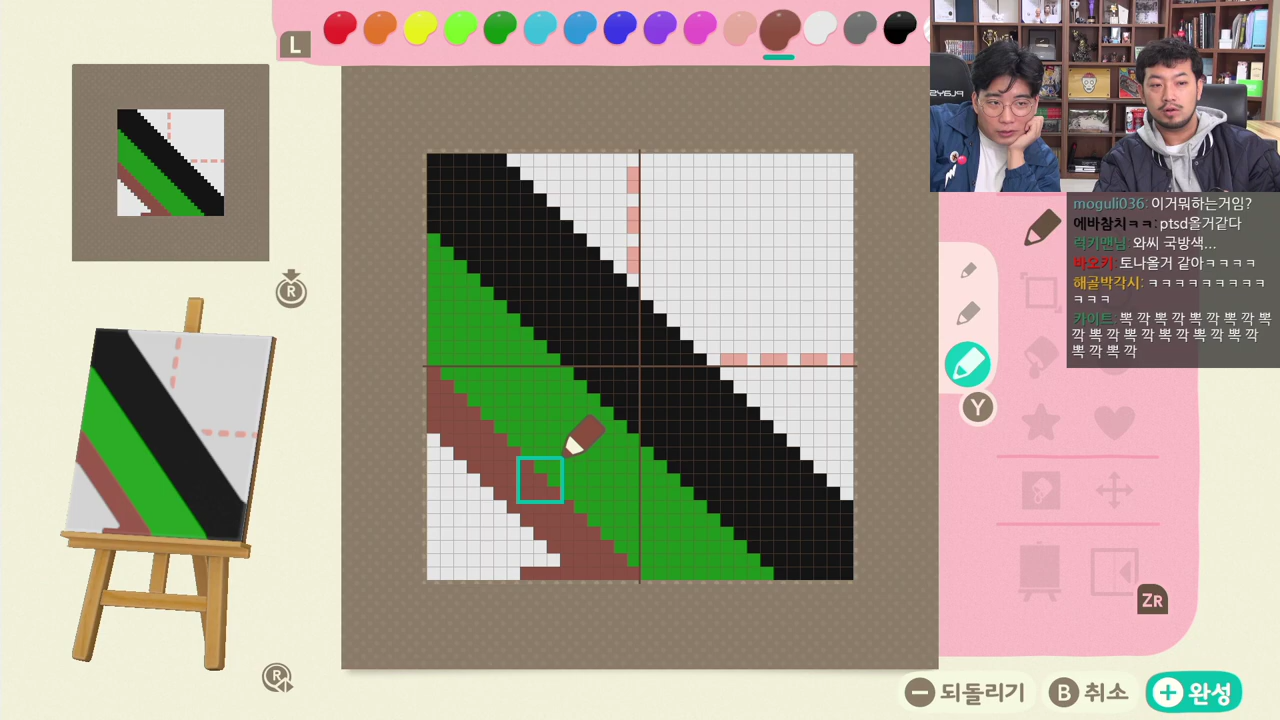 L
R
moguli036: 이거뭐하는거임?
에바참치ㅋㅋ: ptsd올거같다
럭키맨님: 와씨 국방색...
바오키: 토나올거 같아ㅋㅋㅋㅋ
해골박각시: ㅋㅋㅋㅋㅋㅋㅋㅋㅋ
ㅋㅋㅋ
카이트: 뽁 깍 뽁 깍 뽁 깍 뽁 깍 뽁
깍 뽁 깍 뽁 깍 뽁 깍 뽁 깍 뽁 깍
뽁 깍 뽁 깍
Y
ZR
R
되돌리기
B 취소
완성